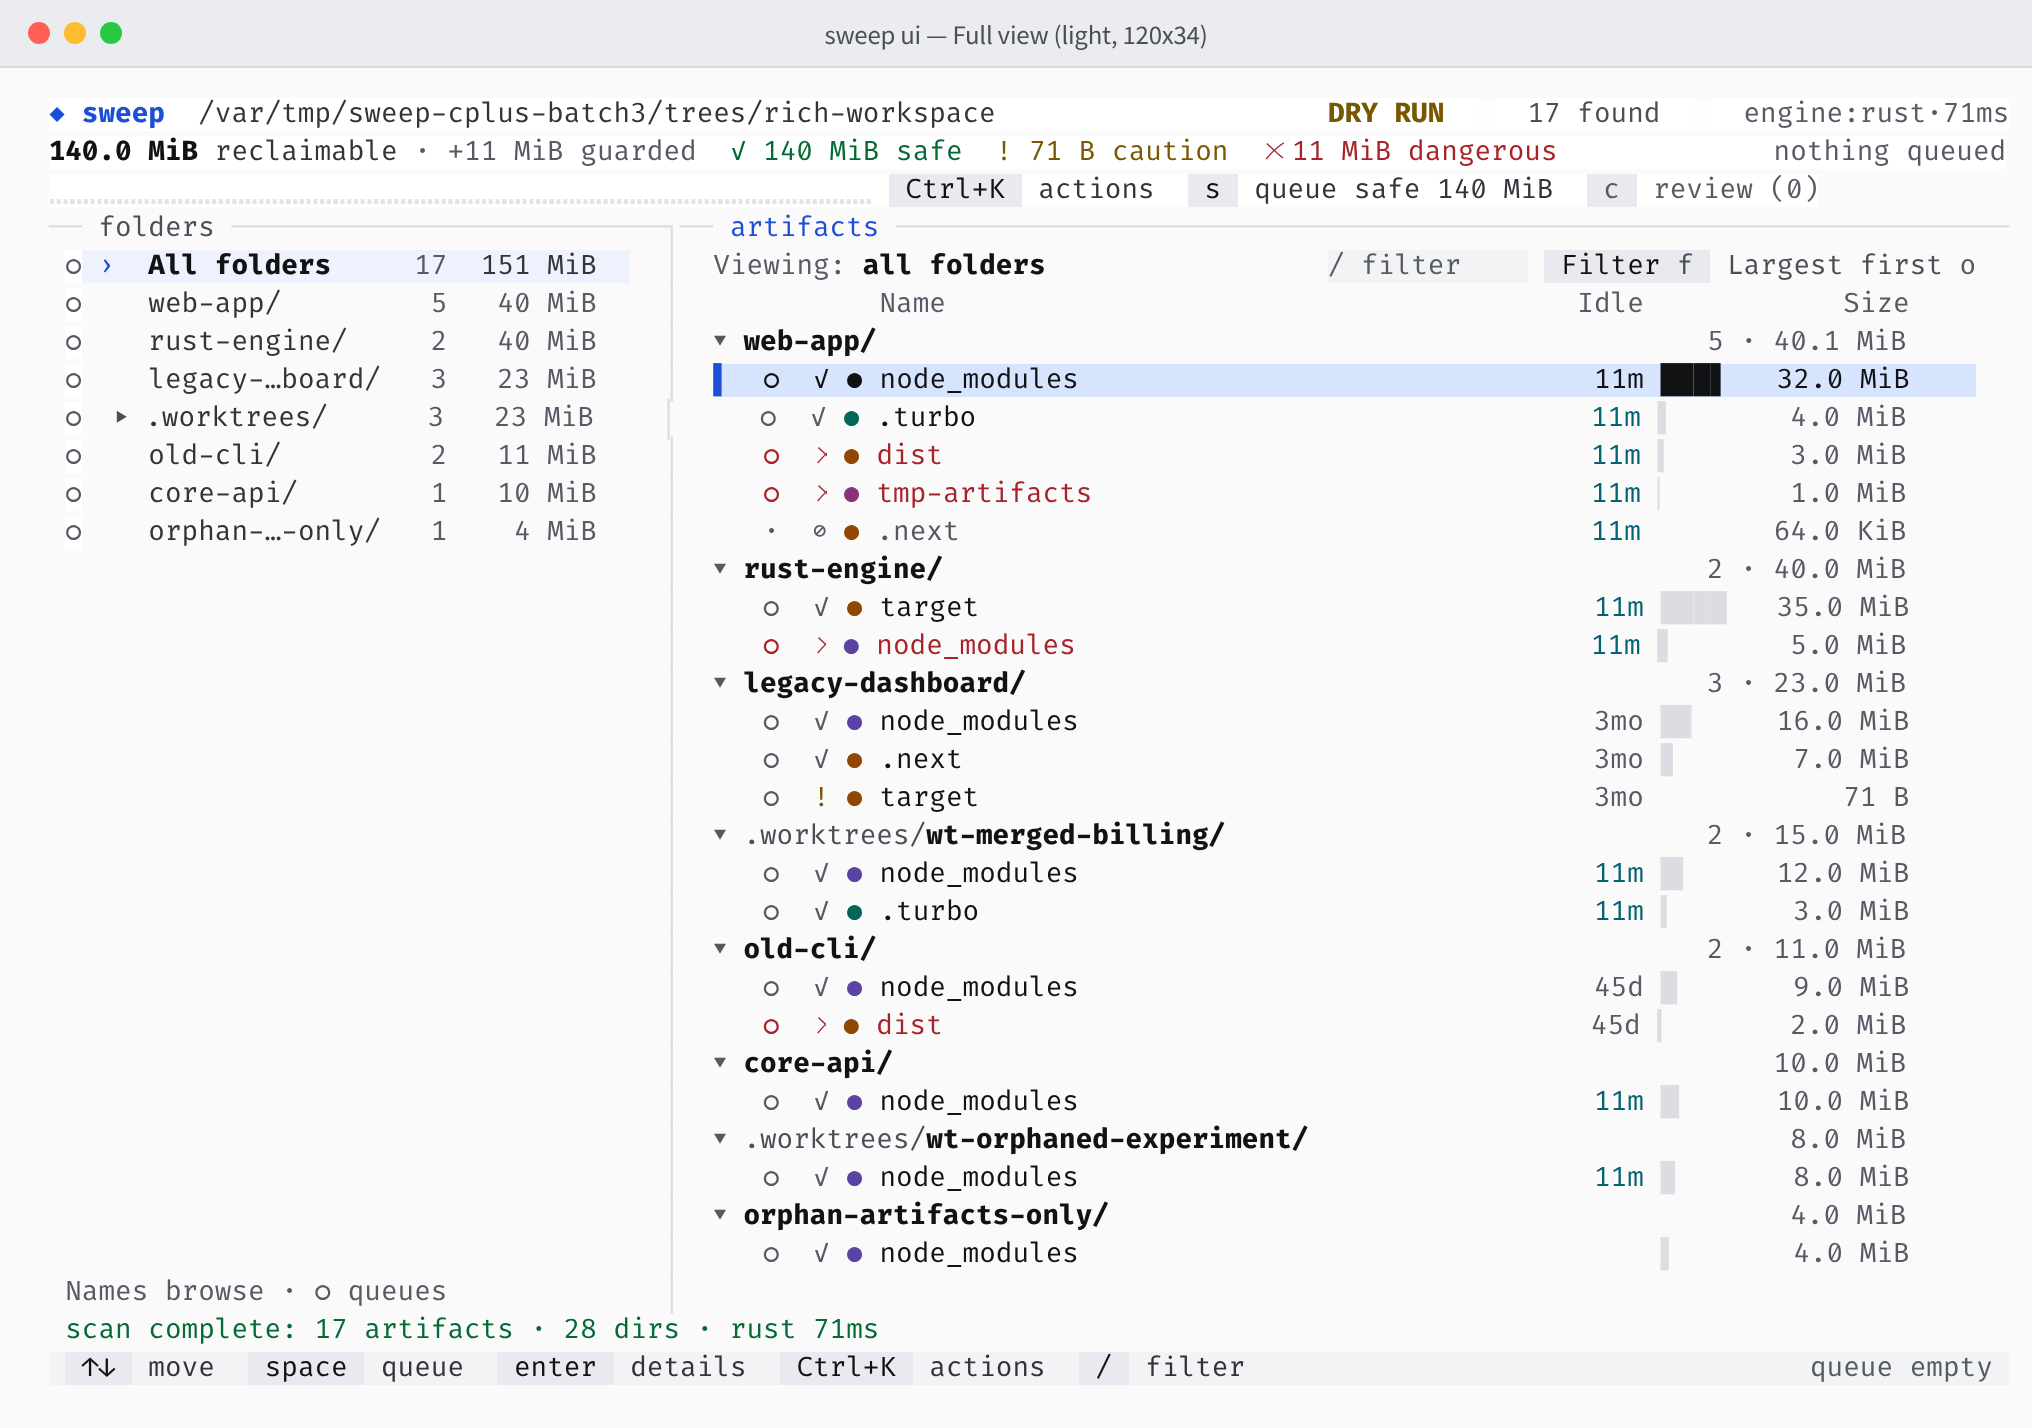 sweep ui — Full view (light, 120x34)
◆ sweep /var/tmp/sweep-cplus-batch3/trees/rich-workspace DRY RUN 17 found engine:rust·71ms
140.0 MiB reclaimable · +11 MiB guarded √ 140 MiB safe ! 71 B caution × 11 MiB dangerous nothing queued
Ctrl+K actions s queue safe 140 MiB c review (0)
folders
○ › All folders 17 151 MiB
○ web-app/ 5 40 MiB
○ rust-engine/ 2 40 MiB
○ legacy-…board/ 3 23 MiB
○ ▶ .worktrees/ 3 23 MiB
○ old-cli/ 2 11 MiB
○ core-api/ 1 10 MiB
○ orphan-…-only/ 1 4 MiB
Names browse · ○ queues
artifacts
Viewing: all folders / filter Filter f Largest first o
Name Idle Size
▼ web-app/ 5 · 40.1 MiB
○ √ ● node_modules 11m 32.0 MiB
○ √ ● .turbo 11m 4.0 MiB
○ › ● dist 11m 3.0 MiB
○ › ● tmp-artifacts 11m 1.0 MiB
· ⊘ ● .next 11m 64.0 KiB
▼ rust-engine/ 2 · 40.0 MiB
○ √ ● target 11m 35.0 MiB
○ › ● node_modules 11m 5.0 MiB
▼ legacy-dashboard/ 3 · 23.0 MiB
○ √ ● node_modules 3mo 16.0 MiB
○ √ ● .next 3mo 7.0 MiB
○ ! ● target 3mo 71 B
▼ .worktrees/wt-merged-billing/ 2 · 15.0 MiB
○ √ ● node_modules 11m 12.0 MiB
○ √ ● .turbo 11m 3.0 MiB
▼ old-cli/ 2 · 11.0 MiB
○ √ ● node_modules 45d 9.0 MiB
○ › ● dist 45d 2.0 MiB
▼ core-api/ 10.0 MiB
○ √ ● node_modules 11m 10.0 MiB
▼ .worktrees/wt-orphaned-experiment/ 8.0 MiB
○ √ ● node_modules 11m 8.0 MiB
▼ orphan-artifacts-only/ 4.0 MiB
○ √ ● node_modules 4.0 MiB
scan complete: 17 artifacts · 28 dirs · rust 71ms
↑↓ move space queue enter details Ctrl+K actions / filter queue empty